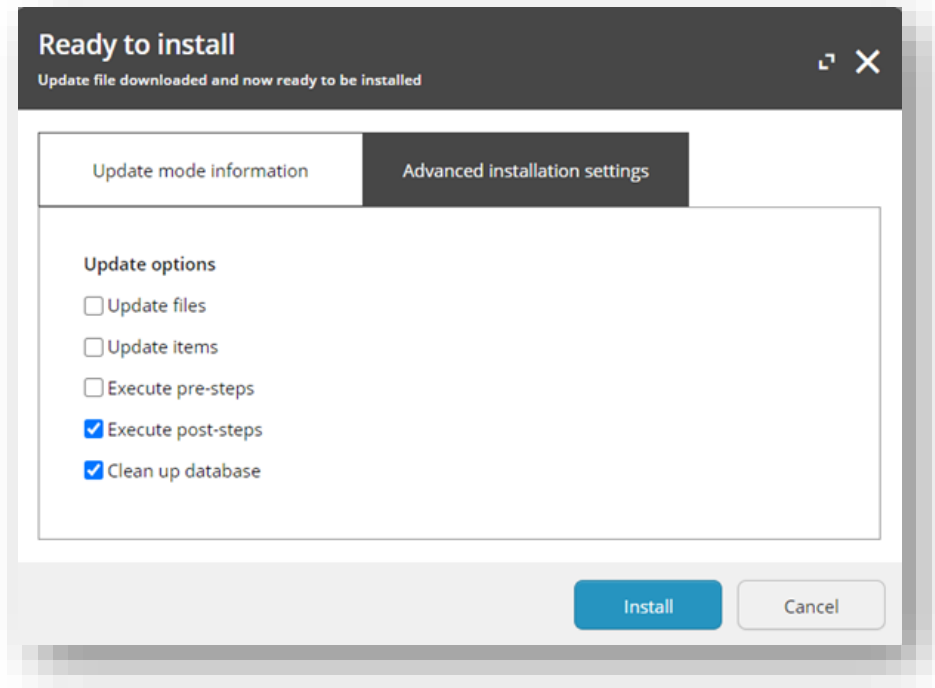 Ready to install
Update file downloaded and now ready to be installed
Update mode information
Advanced installation settings
Update options
Update files
Update items
Execute pre-steps
Execute post-steps
Clean up database
Install
Cancel